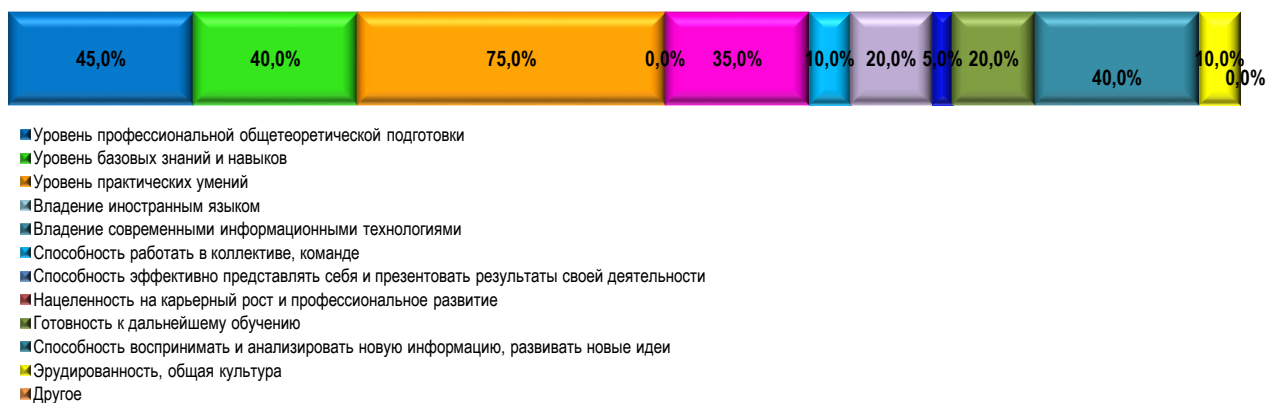 45,0% 40,0% 75,0% 0,0% 35,0% 10,0% 20,0% 5,0% 20,0% 40,0% 10,0% 0,0%
Уровень профессиональной общетеоретической подготовки
Уровень базовых знаний и навыков
Уровень практических умений
Владение иностранным языком
Владение современными информационными технологиями
Способность работать в коллективе, команде
Способность эффективно представлять себя и презентовать результаты своей деятельности
Нацеленность на карьерный рост и профессиональное развитие
Готовность к дальнейшему обучению
Способность воспринимать и анализировать новую информацию, развивать новые идеи
Эрудированность, общая культура
Другое